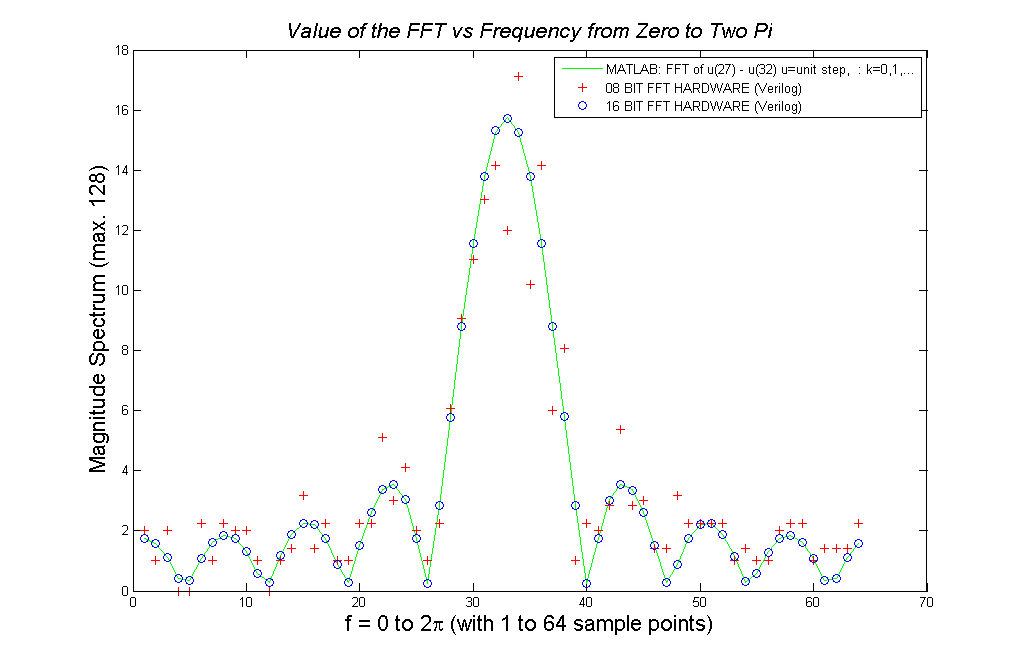 Value of the FFT vs Frequency from Zero to Two Pi
MATLAB: FFT of u(27) - u(32) u=unit step,  : k=0,1,...
08 BIT FFT HARDWARE (Verilog)
16 BIT FFT HARDWARE (Verilog)
Magnitude Spectrum (max. 128)
18
16
14
12
10
8
6
4
2
0
0 10 20 30 40 50 60 70
f = 0 to 2π (with 1 to 64 sample points)